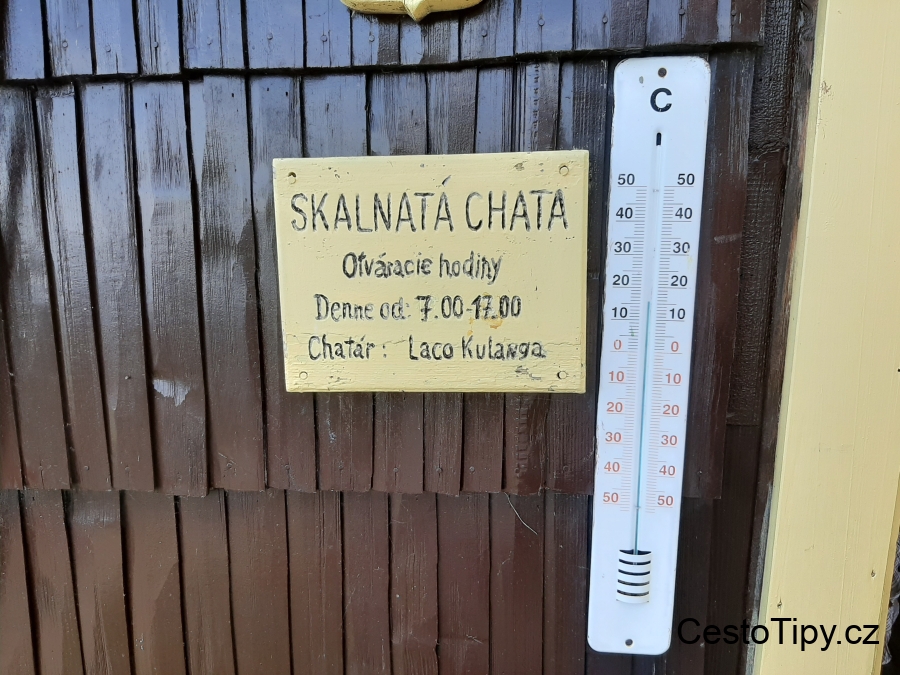 SKALNATÁ CHATA
Otváracie hodiny
Denne od: 7.00-17.00
Chatár: Laco Kulanga
C
50 50
40 40
30 30
20 20
10 10
0 0
10 10
20 20
30 30
40 40
50 50
CestoTipy.cz